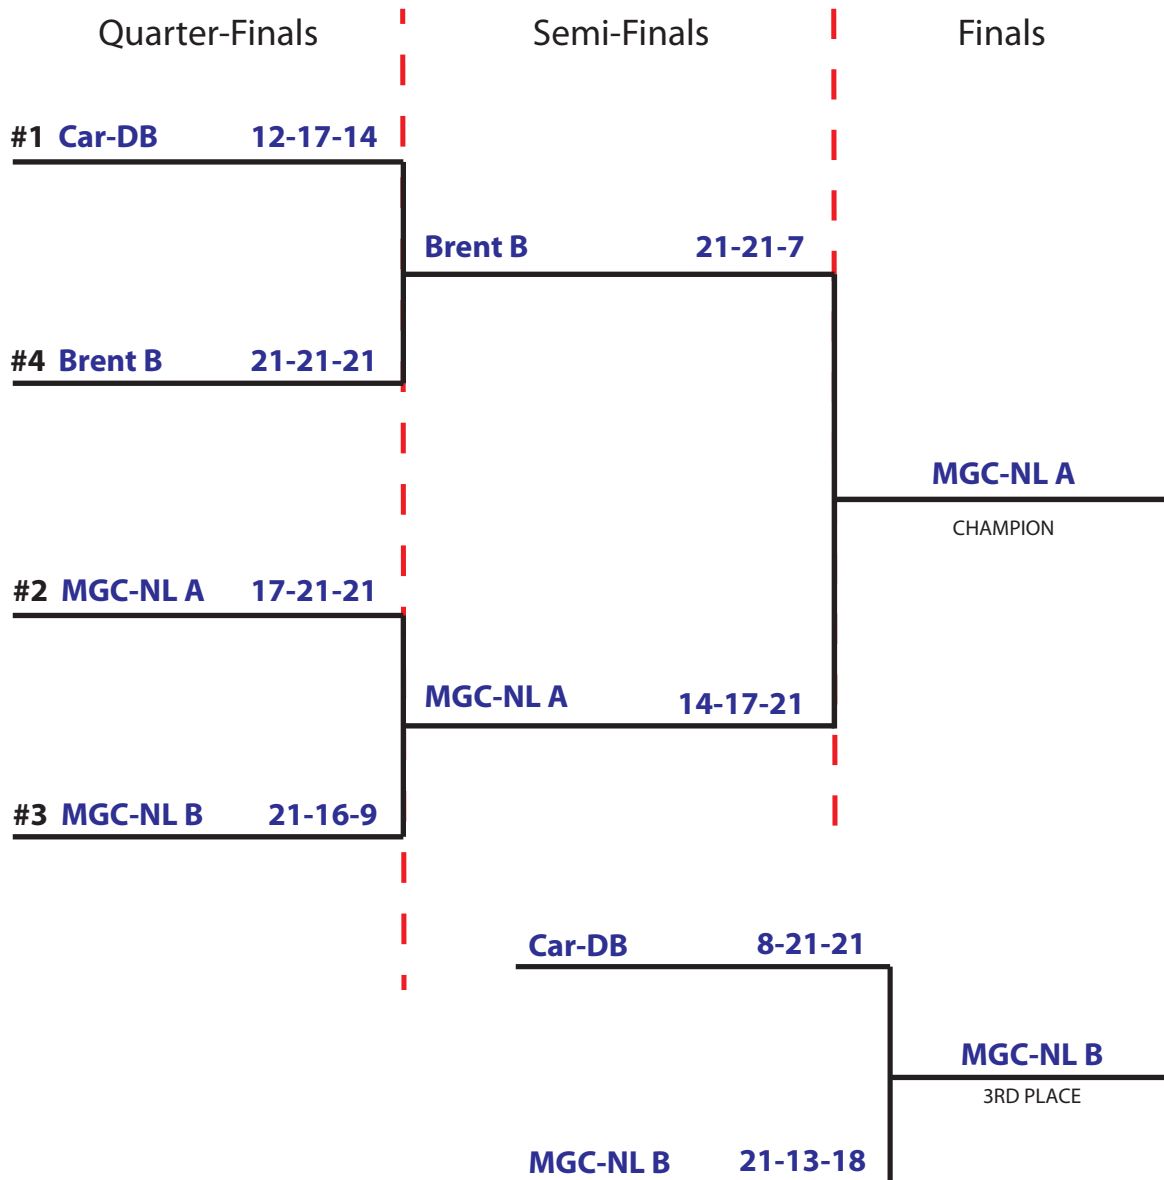 Quarter-Finals Semi-Finals Finals
#1 Car-DB 12-17-14
Brent B 21-21-7
#4 Brent B 21-21-21
MGC-NL A
CHAMPION
#2 MGC-NL A 17-21-21
MGC-NL A 14-17-21
#3 MGC-NL B 21-16-9
Car-DB 8-21-21
MGC-NL B
3RD PLACE
MGC-NL B 21-13-18